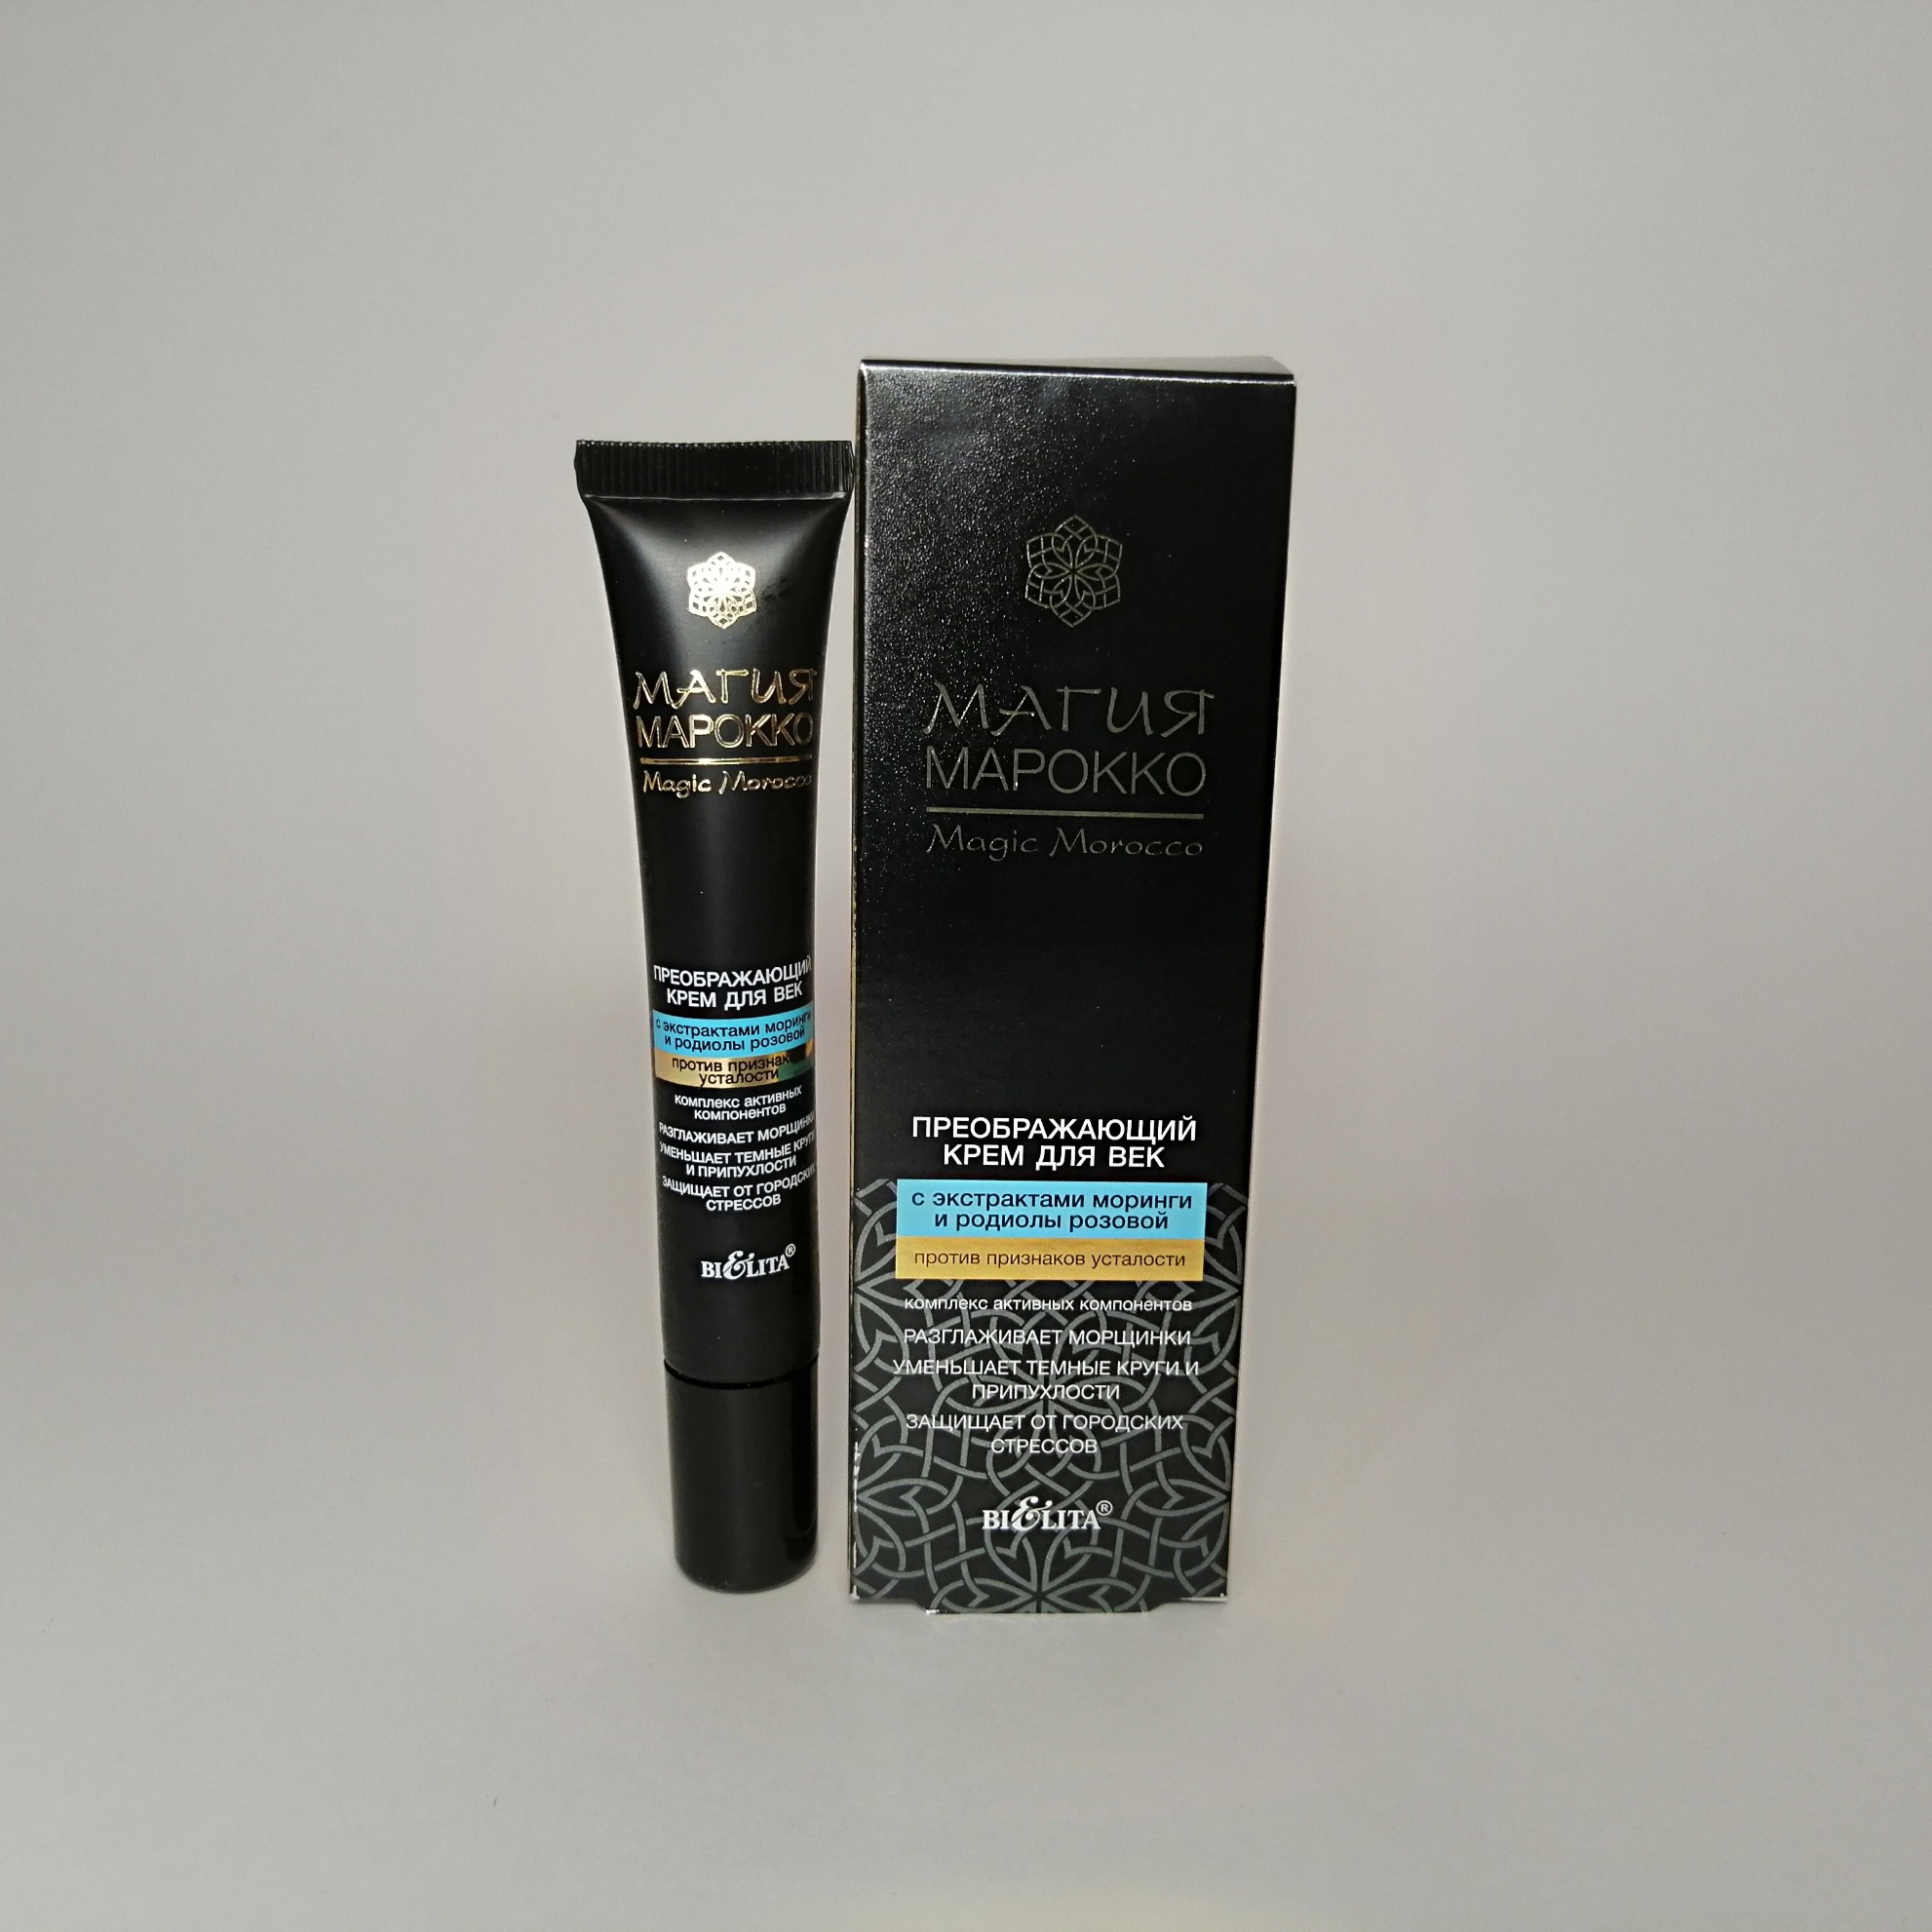 МАГИЯ
МАРОККО
Magic Morocco
ПРЕОБРАЖАЮЩИЙ
КРЕМ ДЛЯ ВЕК
с экстрактами моринги
и родиолы розовой
против признак
усталости
комплекс активных
компонентов
РАЗГЛАЖИВАЕТ МОРЩИНКИ
УМЕНЬШАЕТ ТЕМНЫЕ КРУГИ
И ПРИПУХЛОСТИ
ЗАЩИЩАЕТ ОТ ГОРОДСКИХ
СТРЕССОВ
BIELITA®
МАГИЯ
МАРОККО
Magic Morocco
ПРЕОБРАЖАЮЩИЙ
КРЕМ ДЛЯ ВЕК
с экстрактами моринги
и родиолы розовой
против признаков усталости
комплекс активных компонентов
РАЗГЛАЖИВАЕТ МОРЩИНКИ
УМЕНЬШАЕТ ТЕМНЫЕ КРУГИ И
ПРИПУХЛОСТИ
ЗАЩИЩАЕТ ОТ ГОРОДСКИХ
СТРЕССОВ
BIELITA®